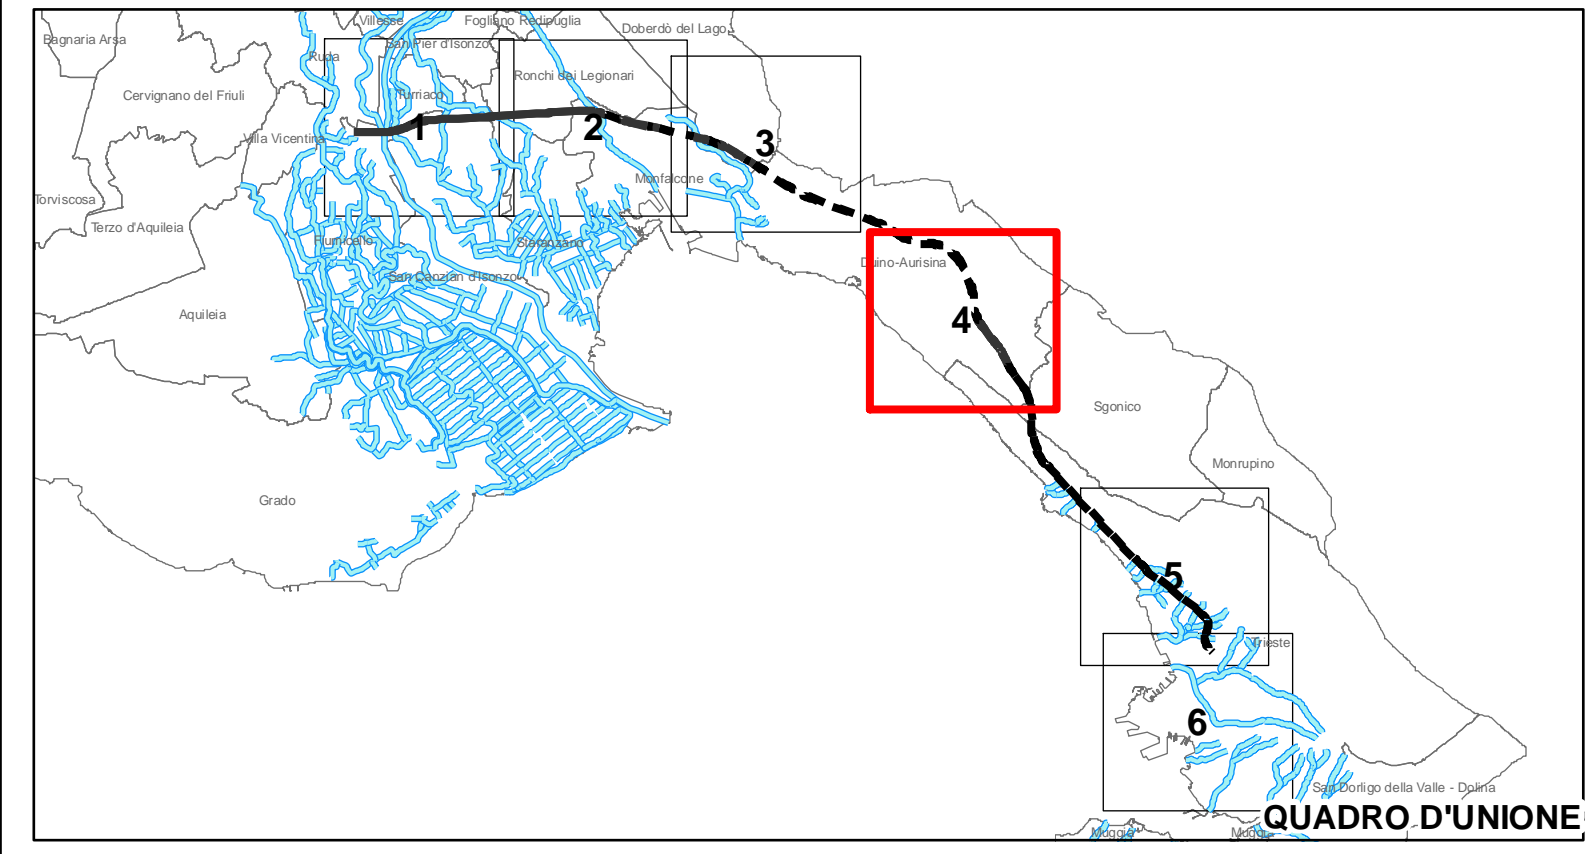 Villesse
Fogliano Redipuglia
Doberdò del Lago
Bagnaria Arsa
San Pier d'Isonzo
Ruda
Ronchi dei Legionari
Cervignano del Friuli
Turriaco
1
2
3
Villa Vicentina
Monfalcone
Torviscosa
Terzo d'Aquileia
Fiumicello
Staranzano
Duino-Aurisina
San Canzian d'Isonzo
Aquileia
4
Sgonico
Monrupino
Grado
5
Trieste
6
San Dorligo della Valle - Dolina
QUADRO D'UNIONE
Muggia
Muggia